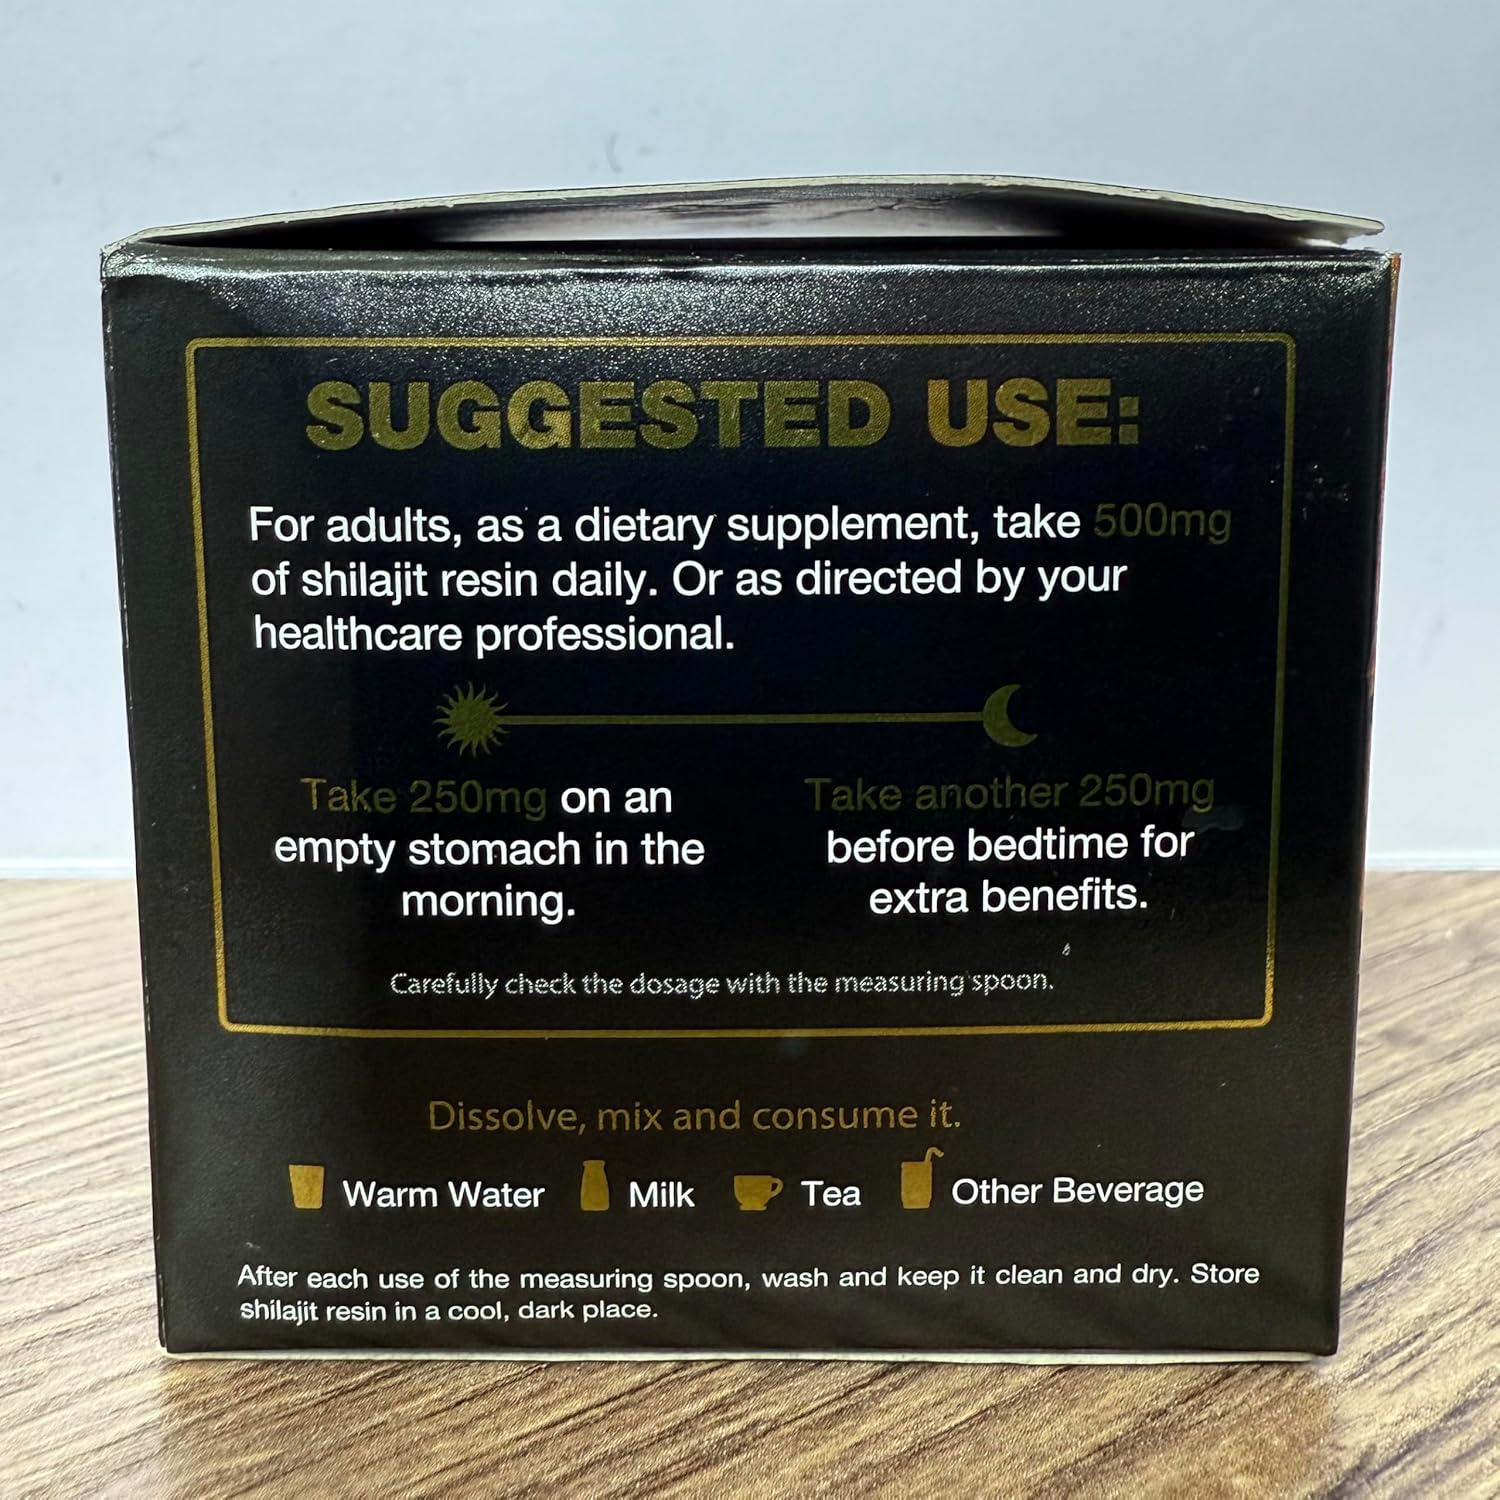 SUGGESTED USE:
For adults, as a dietary supplement, take 500mg
of shilajit resin daily. Or as directed by your
healthcare professional.
Take 250mg on an
empty stomach in the
morning.
Take another 250mg
before bedtime for
extra benefits.
Carefully check the dosage with the measuring spoon.
Dissolve, mix and consume it.
Warm Water Milk Tea Other Beverage
After each use of the measuring spoon, wash and keep it clean and dry. Store
shilajit resin in a cool, dark place.